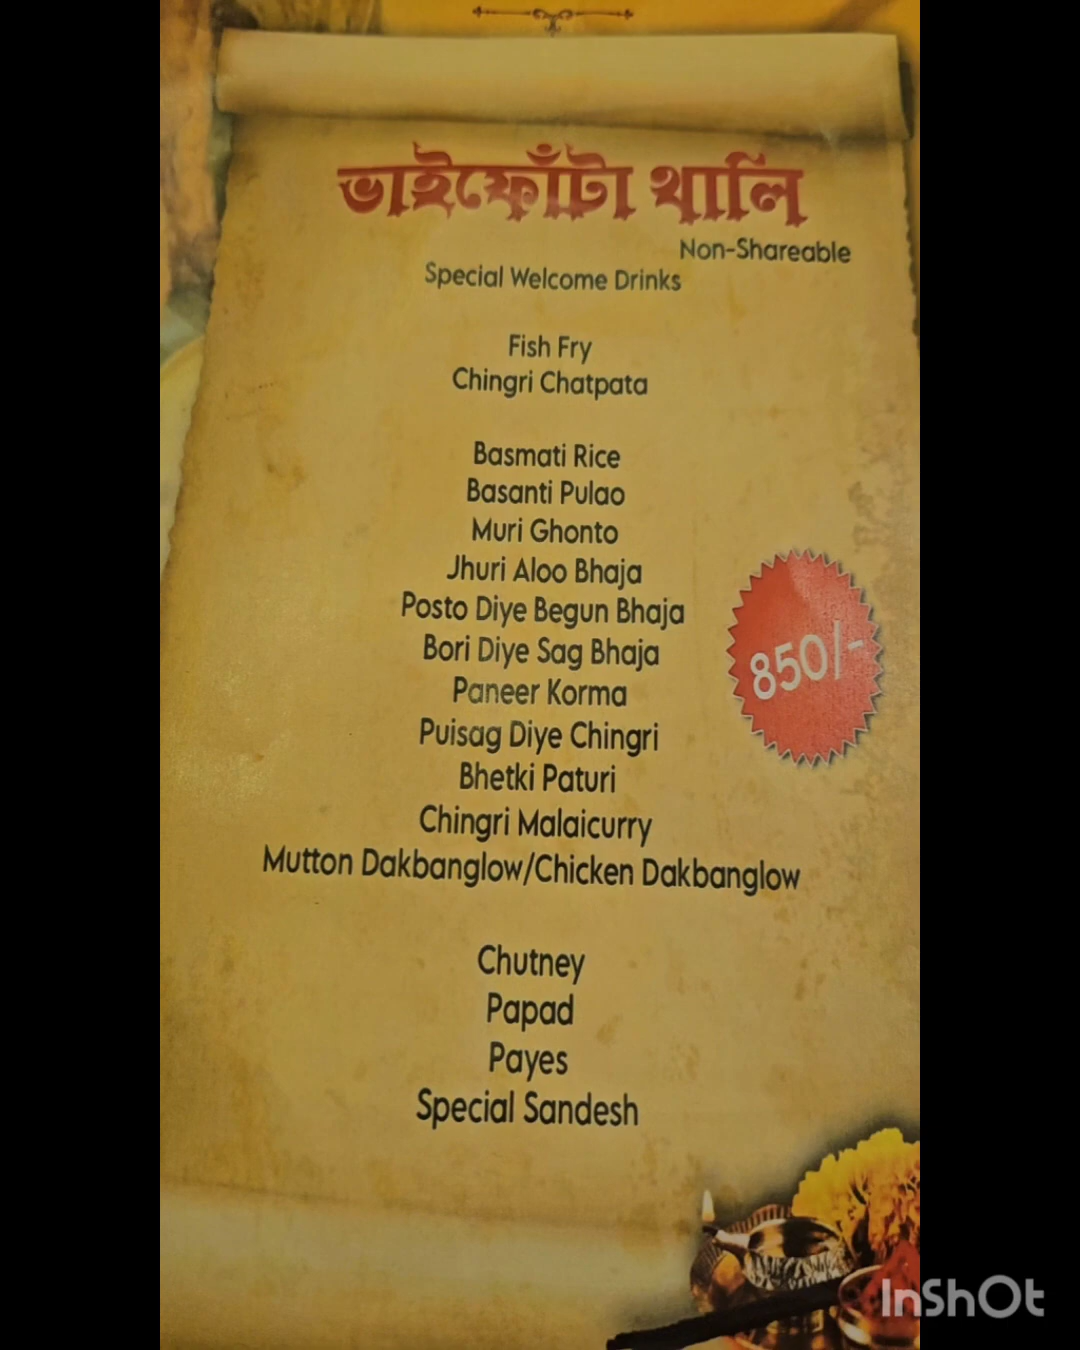 ভাইফোঁটা থালি
Non-Shareable
Special Welcome Drinks
Fish Fry
Chingri Chatpata
Basmati Rice
Basanti Pulao
Muri Ghonto
Jhuri Aloo Bhaja
Posto Diye Begun Bhaja
Bori Diye Sag Bhaja
Paneer Korma
Puisag Diye Chingri
Bhetki Paturi
Chingri Malaicurry
Mutton Dakbanglow/Chicken Dakbanglow
850/-
Chutney
Papad
Payes
Special Sandesh
InShOt